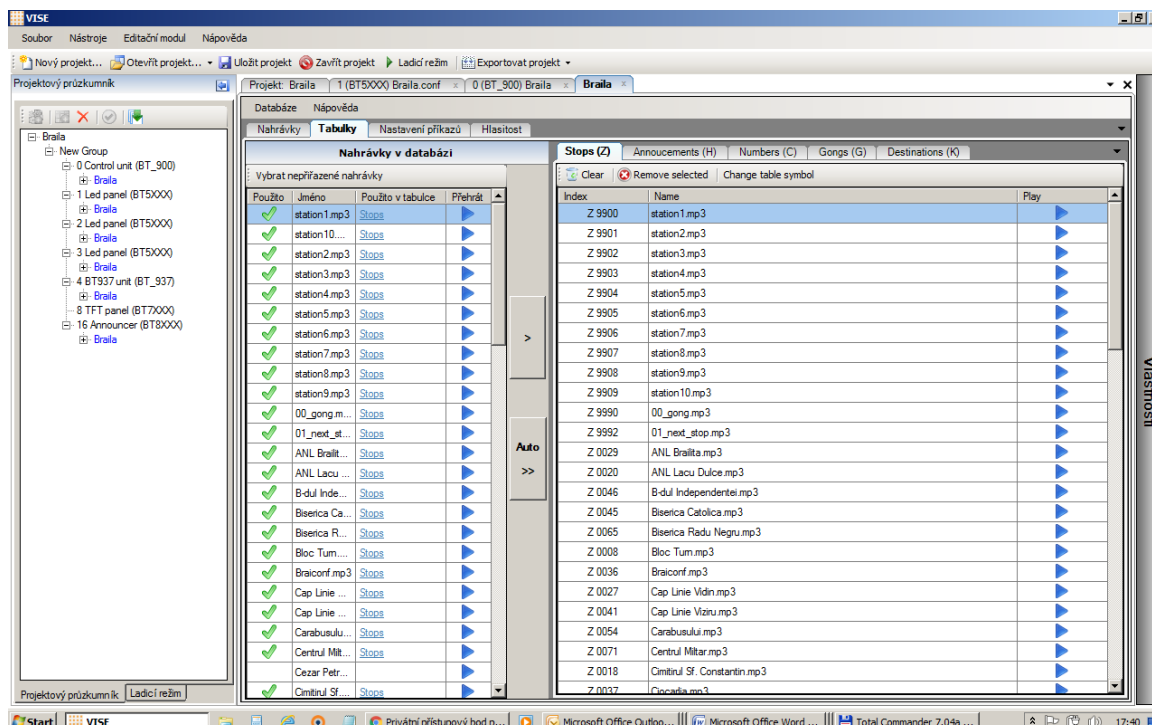 VISE
Soubor Nástroje Editační modul Nápověda
Nový projekt... Otevřít projekt... Uložit projekt Zavřít projekt Ladicí režim Exportovat projekt
Projektový průzkumník
Projekt: Braila 1 (BT5XXX) Braila.conf 0 (BT_900) Braila Braila
Databáze Nápověda
Nahrávky Tabulky Nastavení příkazů Hlasitost
Braila
New Group
0 Control unit (BT_900)
Braila
1 Led panel (BT5XXX)
Braila
2 Led panel (BT5XXX)
Braila
3 Led panel (BT5XXX)
Braila
4 BT937 unit (BT_937)
Braila
8 TFT panel (BT7XXX)
16 Announcer (BT8XXX)
Braila
Projektový průzkumník Ladicí režim
Nahrávky v databázi
Vybrat nepřiřazené nahrávky
Použito Jméno Použito v tabulce Přehrát
station1.mp3 Stops
station10.... Stops
station2.mp3 Stops
station3.mp3 Stops
station4.mp3 Stops
station5.mp3 Stops
station6.mp3 Stops
station7.mp3 Stops
station8.mp3 Stops
station9.mp3 Stops
00_gong.m... Stops
01_next_st... Stops
ANL Brailit... Stops
ANL Lacu ... Stops
B-dul Inde... Stops
Biserica Ca... Stops
Biserica R... Stops
Bloc Turn.... Stops
Braiconf.mp3 Stops
Cap Linie ... Stops
Cap Linie ... Stops
Carabusulu... Stops
Centrul Milt... Stops
Cezar Petr...
Cimitirul Sf.... Stops
>
Auto
>>
Stops (Z) Annoucements (H) Numbers (C) Gongs (G) Destinations (K)
Clear Remove selected Change table symbol
Index Name Play
Z 9900 station1.mp3
Z 9901 station2.mp3
Z 9902 station3.mp3
Z 9903 station4.mp3
Z 9904 station5.mp3
Z 9905 station6.mp3
Z 9906 station7.mp3
Z 9907 station8.mp3
Z 9908 station9.mp3
Z 9909 station10.mp3
Z 9990 00_gong.mp3
Z 9992 01_next_stop.mp3
Z 0029 ANL Brailita.mp3
Z 0020 ANL Lacu Dulce.mp3
Z 0046 B-dul Independentei.mp3
Z 0045 Biserica Catolica.mp3
Z 0065 Biserica Radu Negru.mp3
Z 0008 Bloc Turn.mp3
Z 0036 Braiconf.mp3
Z 0027 Cap Linie Vidin.mp3
Z 0041 Cap Linie Viziru.mp3
Z 0054 Carabusului.mp3
Z 0071 Centrul Miltar.mp3
Z 0018 Cimitirul Sf. Constantin.mp3
Z 0037 Ciocarlia.mp3
Vlastnosti
Start VISE Privátní přístupový bod n... Microsoft Office Outloo... Microsoft Office Word ... Total Commander 7.04a ... 17:40